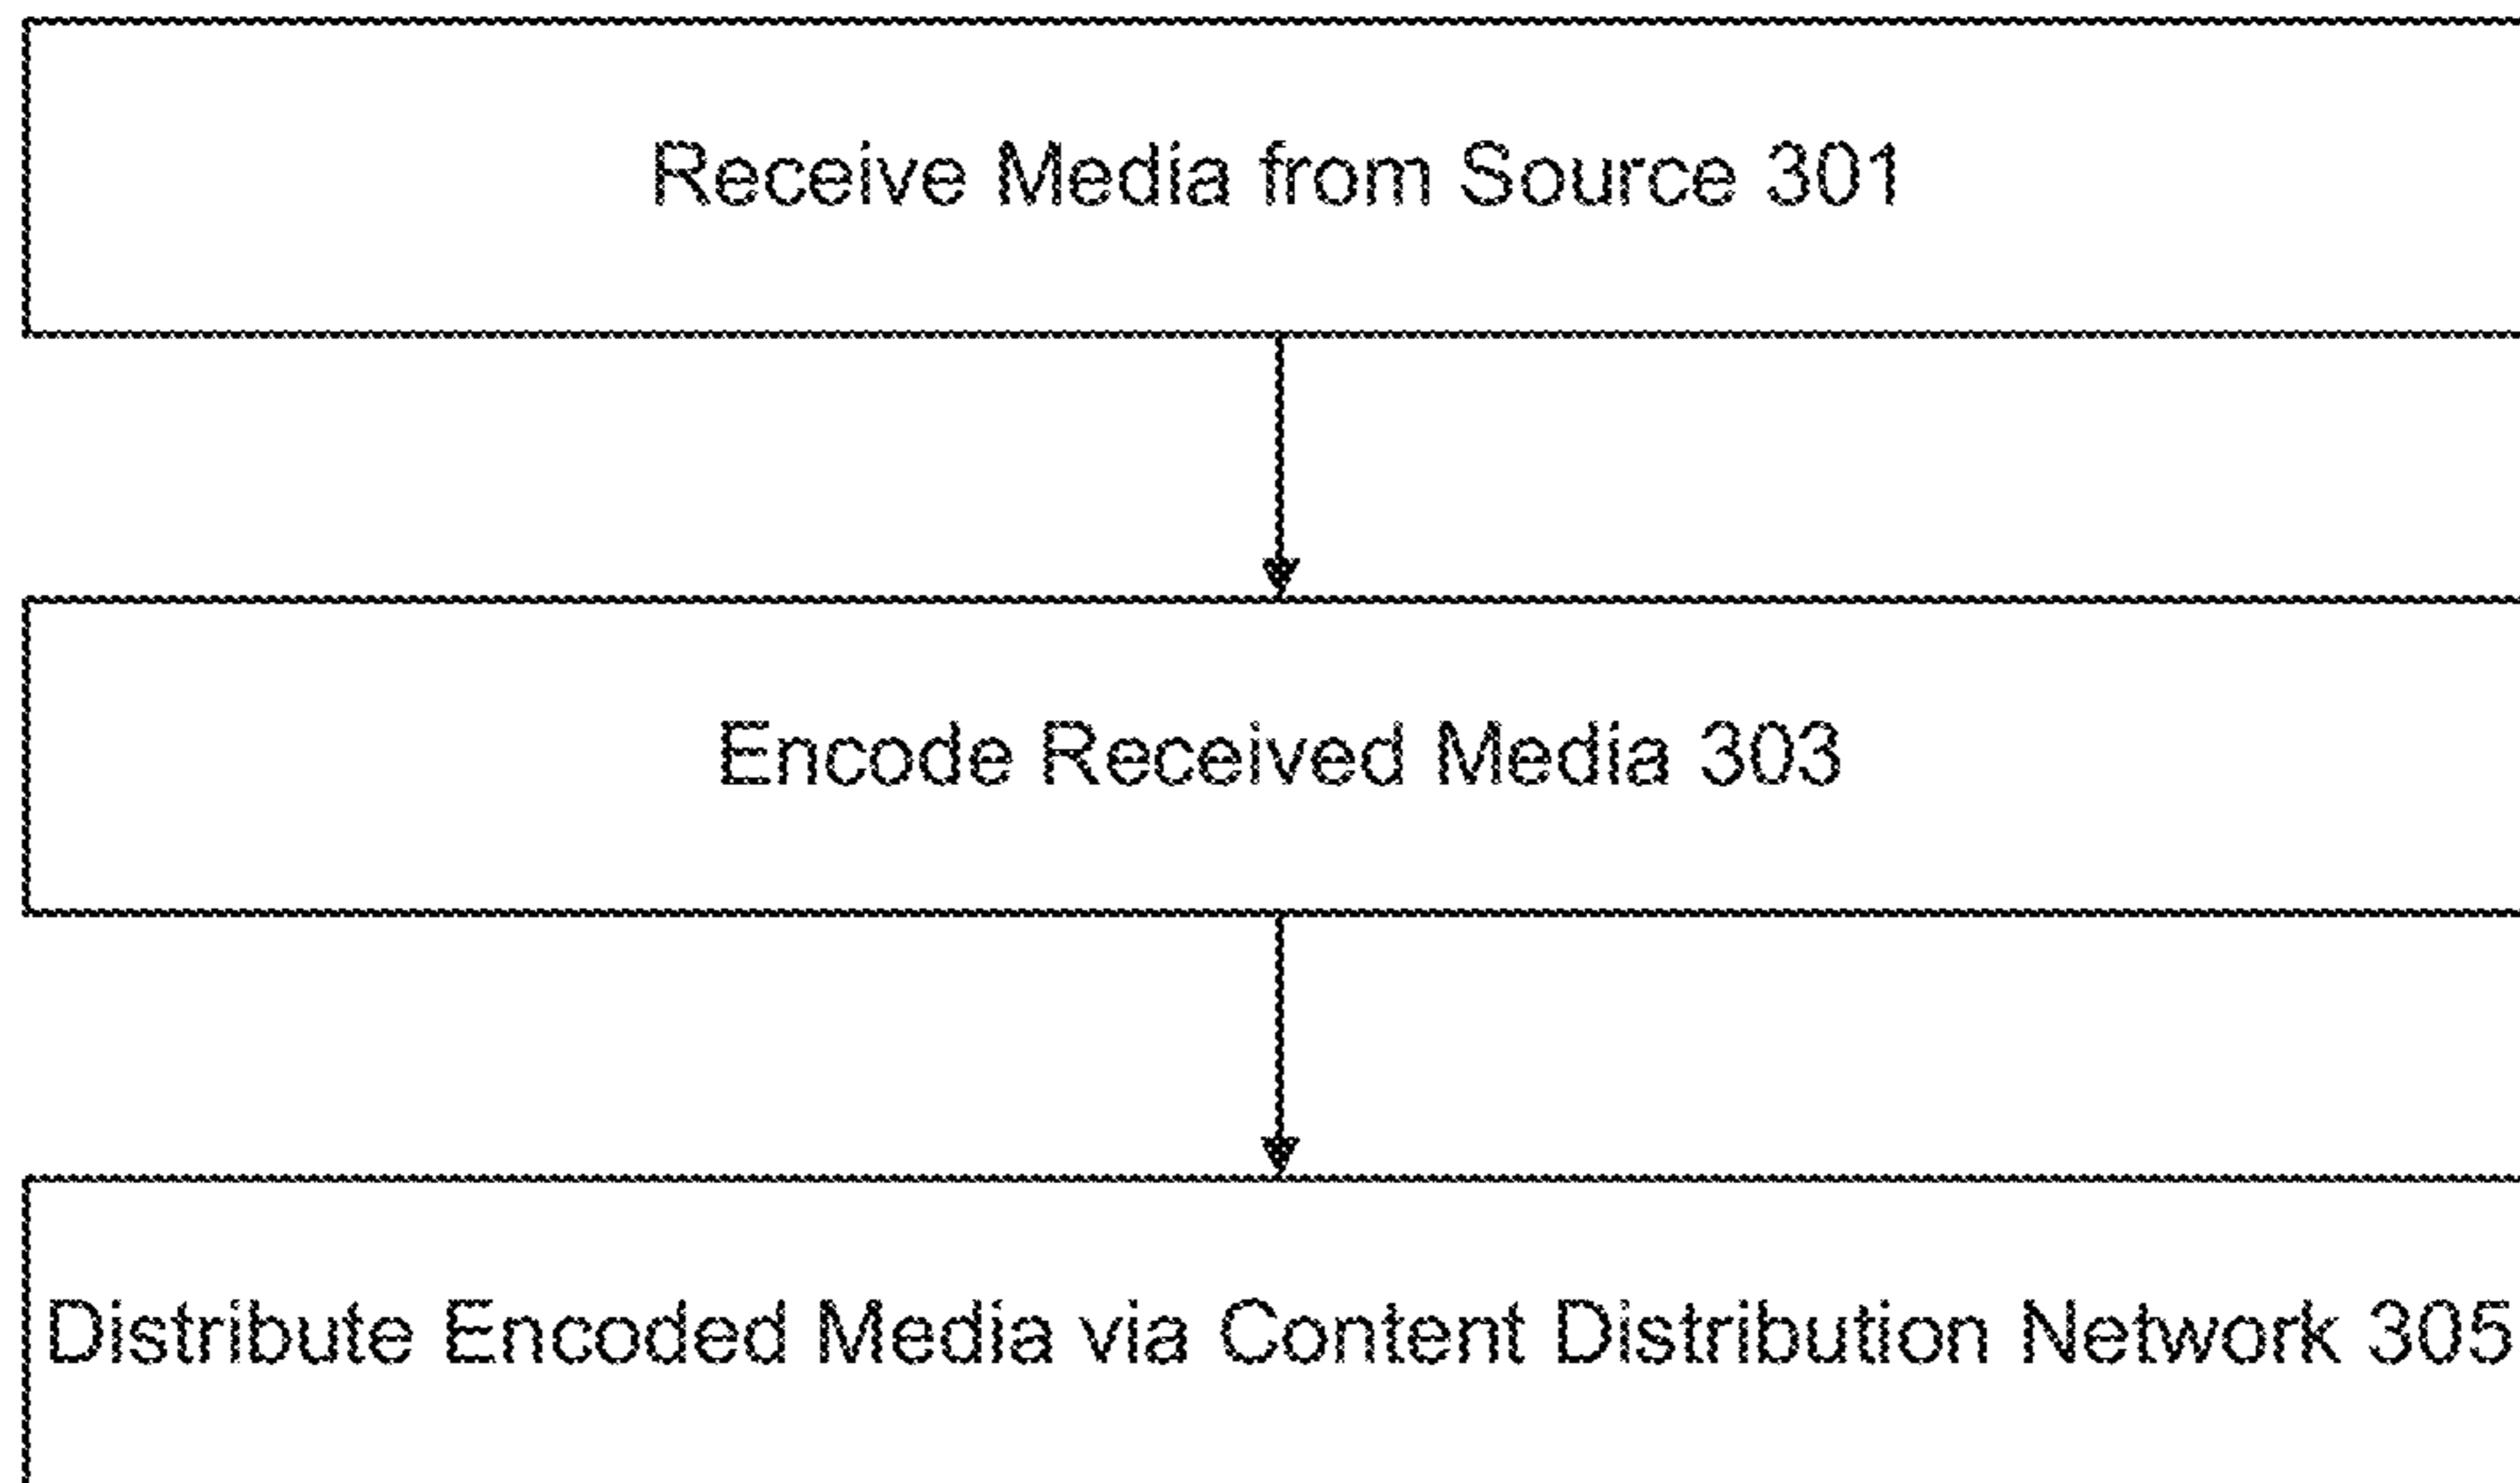 Receive Media from Source 301
Encode Received Media 303
Distribute Encoded Media via Content Distribution Network 305